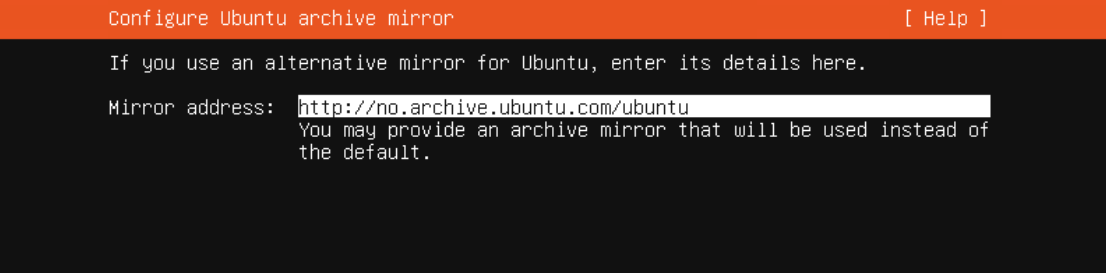 Configure Ubuntu archive mirror [ Help ]
If you use an alternative mirror for Ubuntu, enter its details here.
Mirror address: http://no.archive.ubuntu.com/ubuntu
You may provide an archive mirror that will be used instead of
the default.